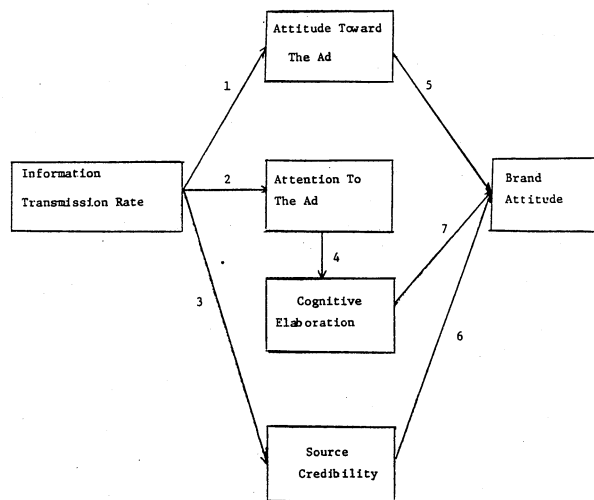 Attitude Toward
The Ad
1
5
Information
Transmission Rate
2
Attention To
The Ad
Brand
Attitude
7
4
3
Cognitive
Elaboration
6
Source
Credibility